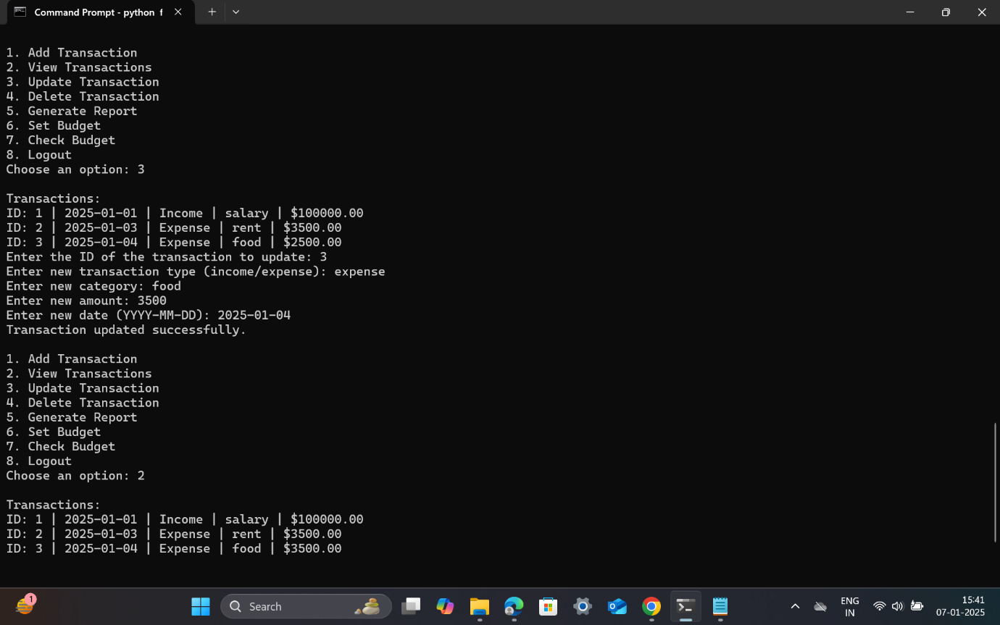 Command Prompt - python f
1. Add Transaction
2. View Transactions
3. Update Transaction
4. Delete Transaction
5. Generate Report
6. Set Budget
7. Check Budget
8. Logout
Choose an option: 3
Transactions:
ID: 1 | 2025-01-01 | Income | salary | $100000.00
ID: 2 | 2025-01-03 | Expense | rent | $3500.00
ID: 3 | 2025-01-04 | Expense | food | $2500.00
Enter the ID of the transaction to update: 3
Enter new transaction type (income/expense): expense
Enter new category: food
Enter new amount: 3500
Enter new date (YYYY-MM-DD): 2025-01-04
Transaction updated successfully.
1. Add Transaction
2. View Transactions
3. Update Transaction
4. Delete Transaction
5. Generate Report
6. Set Budget
7. Check Budget
8. Logout
Choose an option: 2
Transactions:
ID: 1 | 2025-01-01 | Income | salary | $100000.00
ID: 2 | 2025-01-03 | Expense | rent | $3500.00
ID: 3 | 2025-01-04 | Expense | food | $3500.00
1
Search
ENG
IN
15:41
07-01-2025